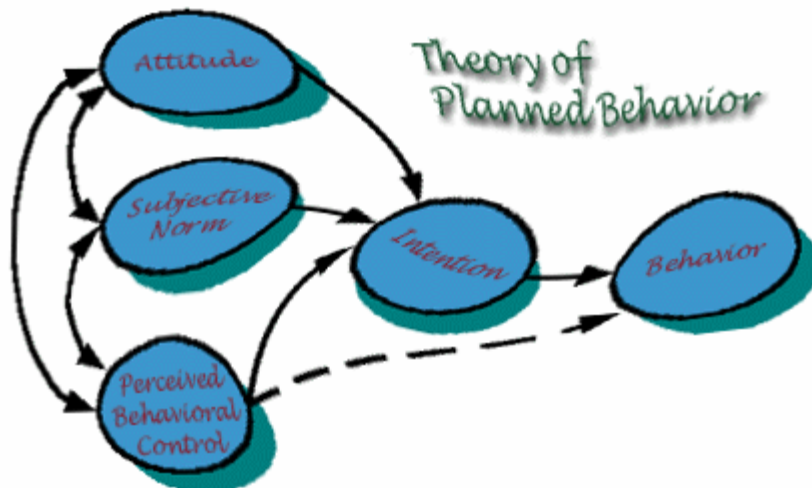 Theory of
Planned Behavior
Attitude
Subjective
Norm
Perceived
Behavioral
Control
Intention
Behavior